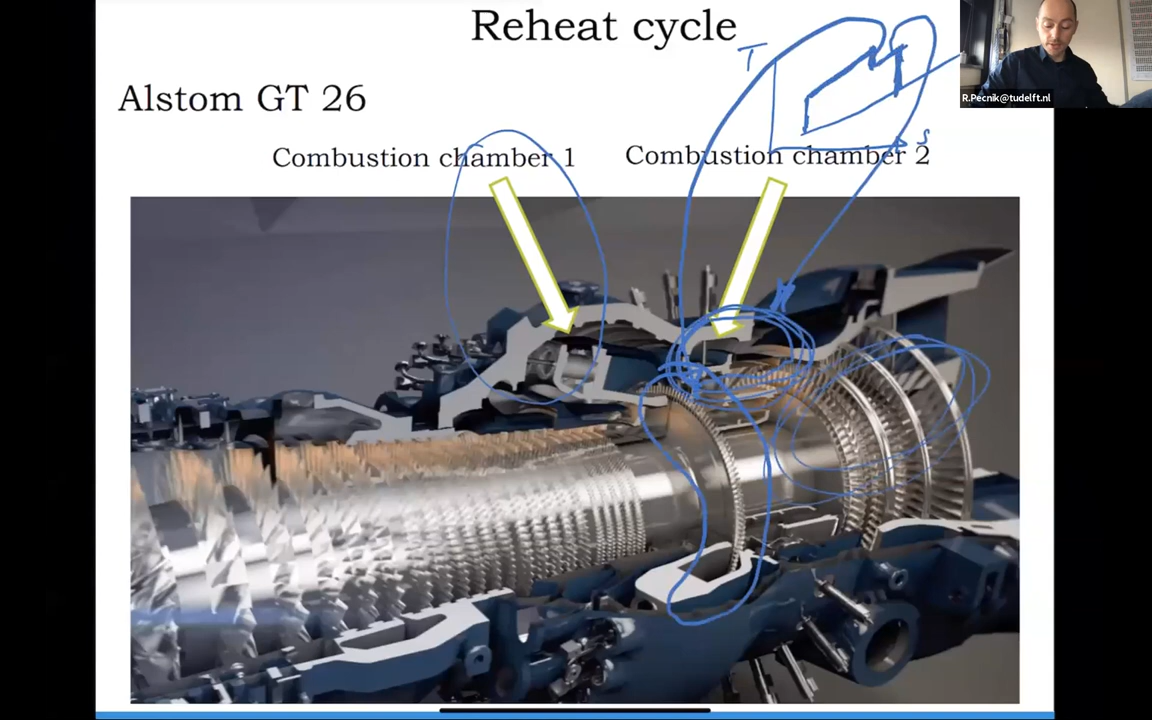 Reheat cycle
Alstom GT 26
T
R.Pecnik@tudelft.nl
s
Combustion chamber 1
Combustion chamber 2